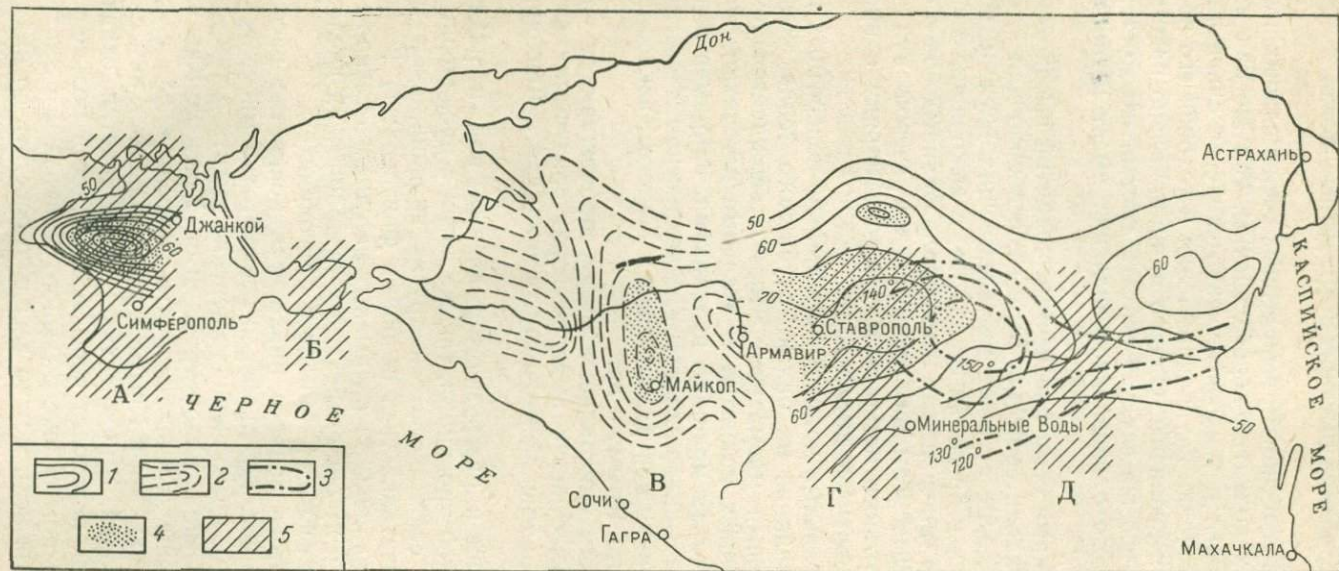 Дон
Астрахань
50
Джанкой
60
Симферополь
А
Б
ЧЕРНОЕ
МОРЕ
50
60
70
140°
Ставрополь
Армавир
Майкоп
150°
60
Минеральные Воды
130°
120°
60
50
КАСПИЙСКОЕ
МОРЕ
В
Г
Д
Сочи
Гагра
Махачкала
1
2
3
4
5